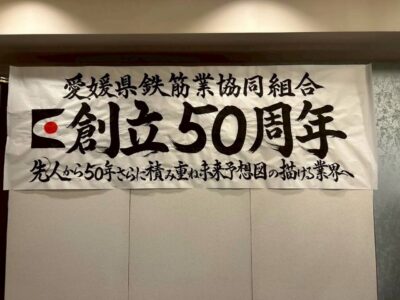 愛媛県鉄筋業協同組合
創立50周年
先人から50年さらに積み重ね未来予想図の描ける業界へ